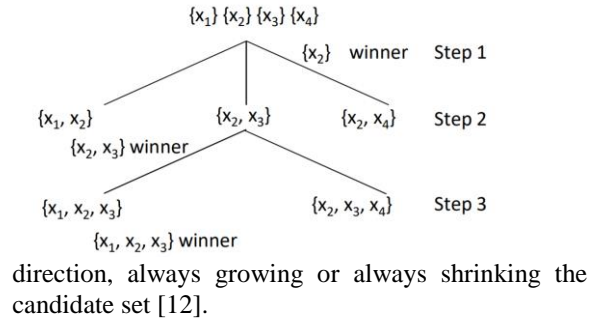 {x₁} {x₂} {x₃} {x₄}
{x₂} winner Step 1
{x₁, x₂} {x₂, x₃} {x₂, x₄} Step 2
{x₂, x₃} winner
{x₁, x₂, x₃} {x₂, x₃, x₄} Step 3
{x₁, x₂, x₃} winner
direction, always growing or always shrinking the
candidate set [12].